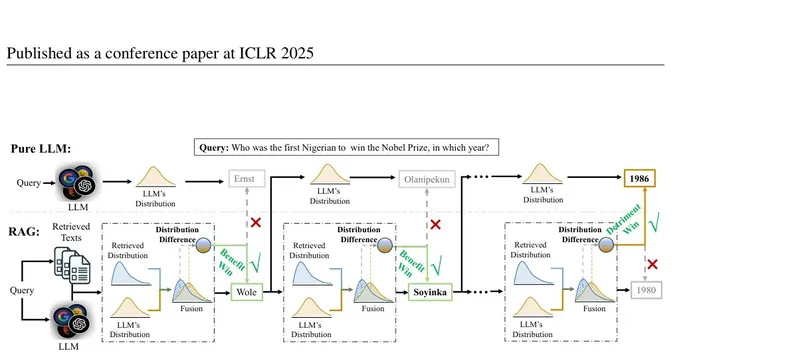 Published as a conference paper at ICLR 2025
Query: Who was the first Nigerian to win the Nobel Prize, in which year?
Pure LLM:
Query
LLM
LLM's
Distribution
Ernst
LLM's
Distribution
Olanipekun
LLM's
Distribution
1986
RAG:
Retrieved
Texts
Query
LLM
Distribution
Difference
Retrieved
Distribution
LLM's
Distribution
Fusion
Benefit
Win
Wole
Distribution
Difference
Retrieved
Distribution
LLM's
Distribution
Fusion
Benefit
Win
Soyinka
Distribution
Difference
Retrieved
Distribution
LLM's
Distribution
Fusion
Detriment
Win
1980